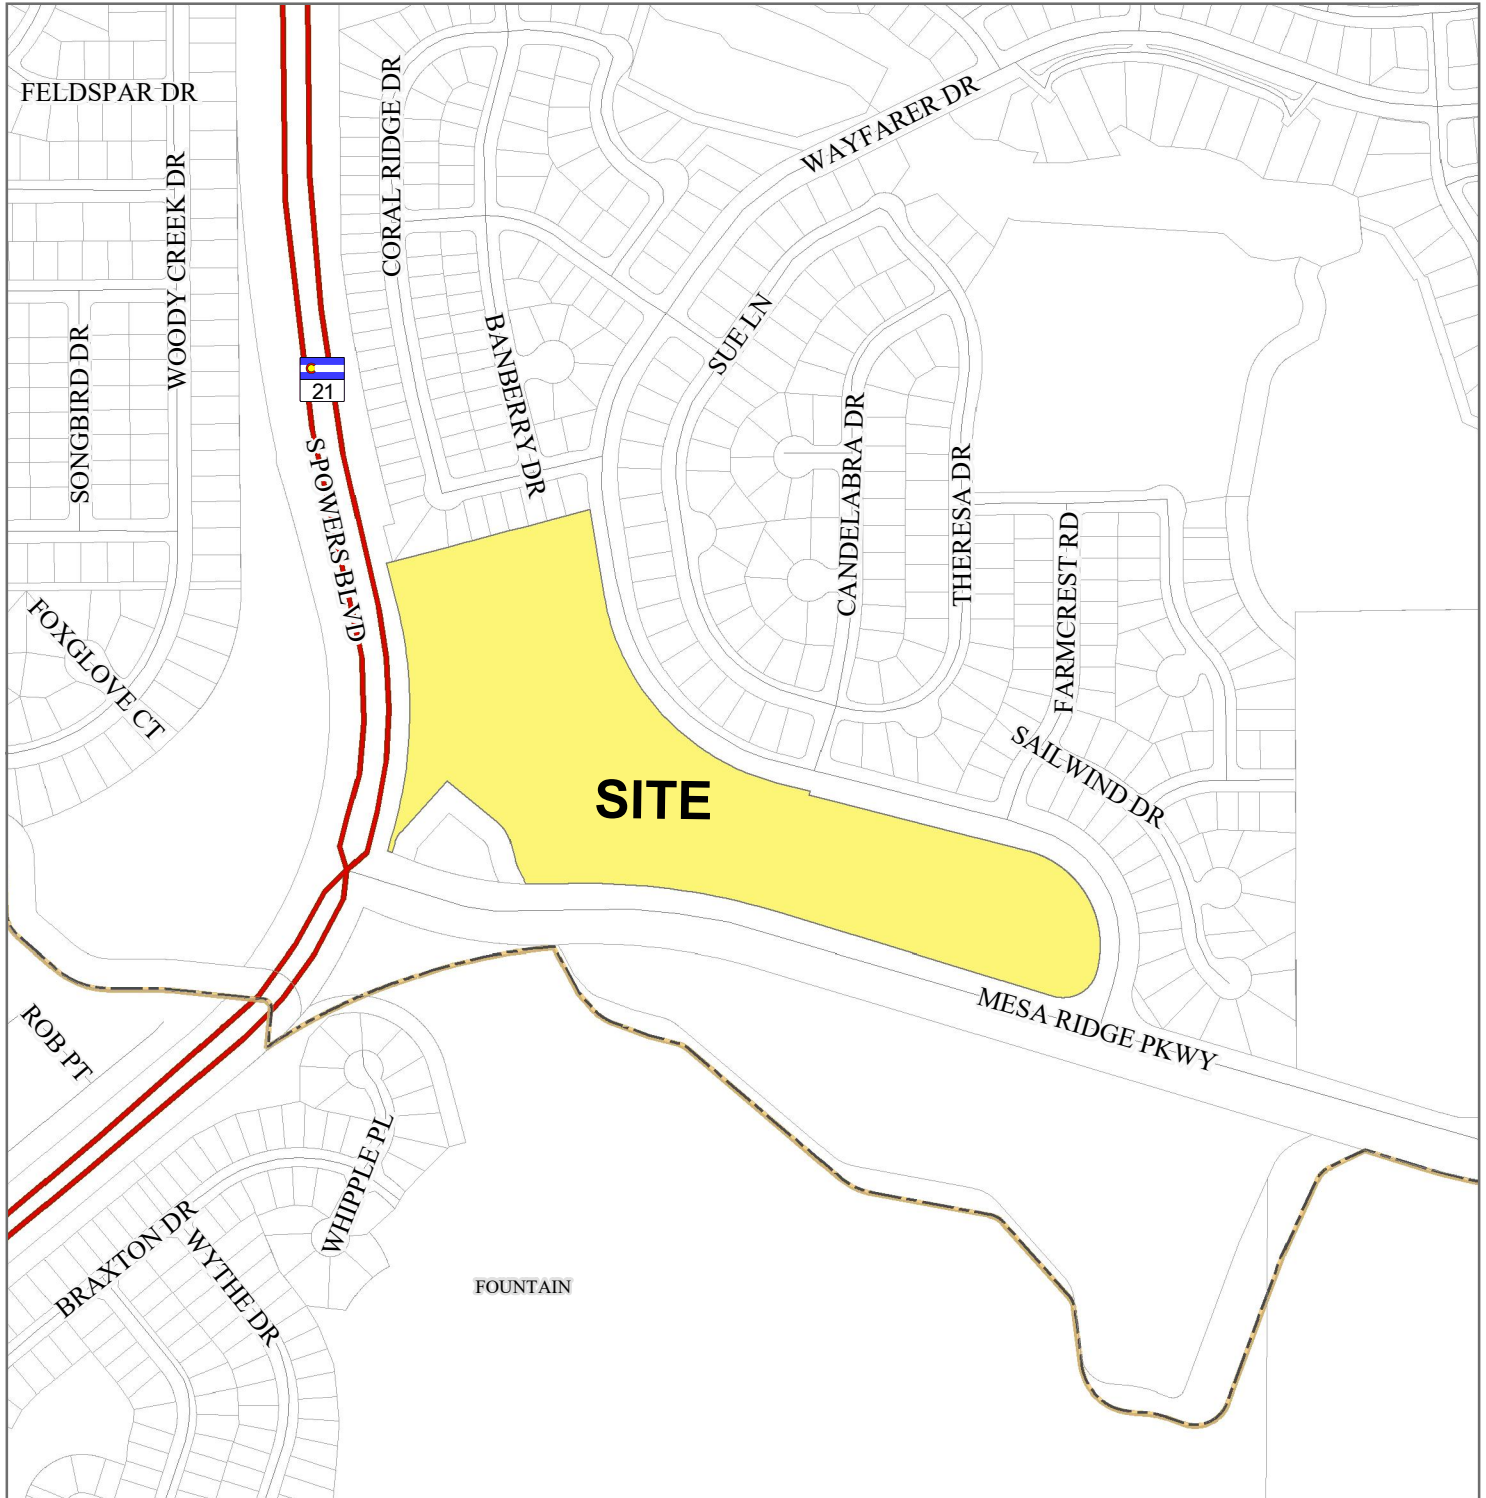 FELDSPAR DR
CORAL RIDGE DR
WAYFARER DR
WOODY CREEK DR
SUE LN
BANBERRY DR
SONGBIRD DR
21
S POWERS BLVD
CANDELABRA DR
THERESA DR
FARMCREST RD
FOXGLOVE CT
SAILWIND DR
SITE
MESA RIDGE PKWY
ROB PT
WHIPPLE PL
BRAXTON DR
WYTHE DR
FOUNTAIN